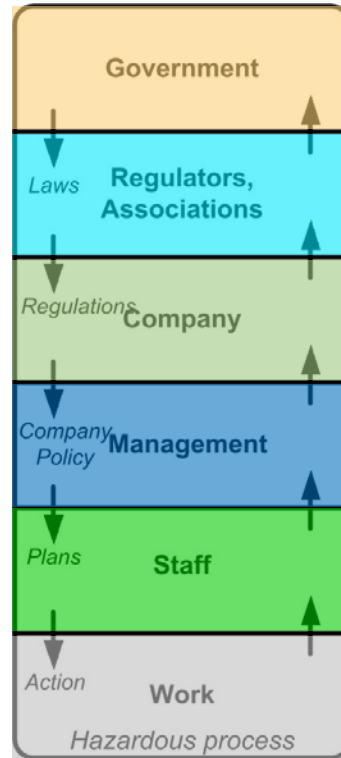 Government
Laws
Regulators,
Associations
Regulations
Company
Company
Policy
Management
Plans
Staff
Action
Work
Hazardous process